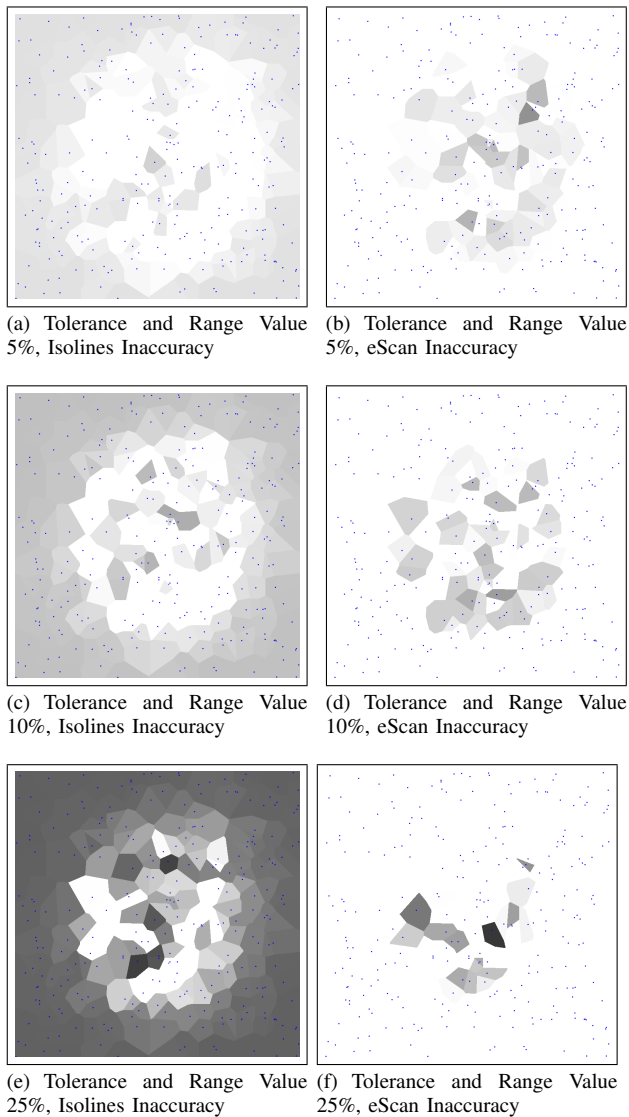 (a) Tolerance and Range Value
5%, Isolines Inaccuracy
(b) Tolerance and Range Value
5%, eScan Inaccuracy
(c) Tolerance and Range Value
10%, Isolines Inaccuracy
(d) Tolerance and Range Value
10%, eScan Inaccuracy
(e) Tolerance and Range Value
25%, Isolines Inaccuracy
(f) Tolerance and Range Value
25%, eScan Inaccuracy